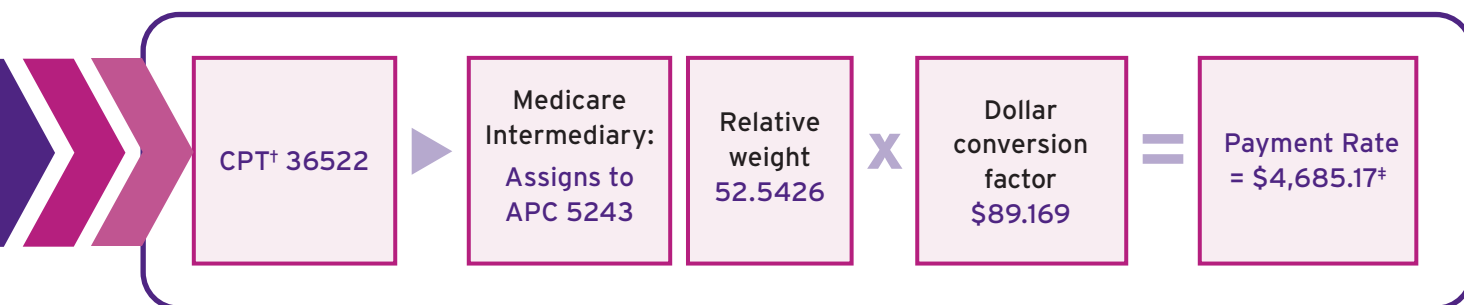 CPT† 36522
Medicare
Intermediary:
Assigns to
APC 5243
Relative
weight
52.5426
x
Dollar
conversion
factor
$89.169
=
Payment Rate
= $4,685.17‡